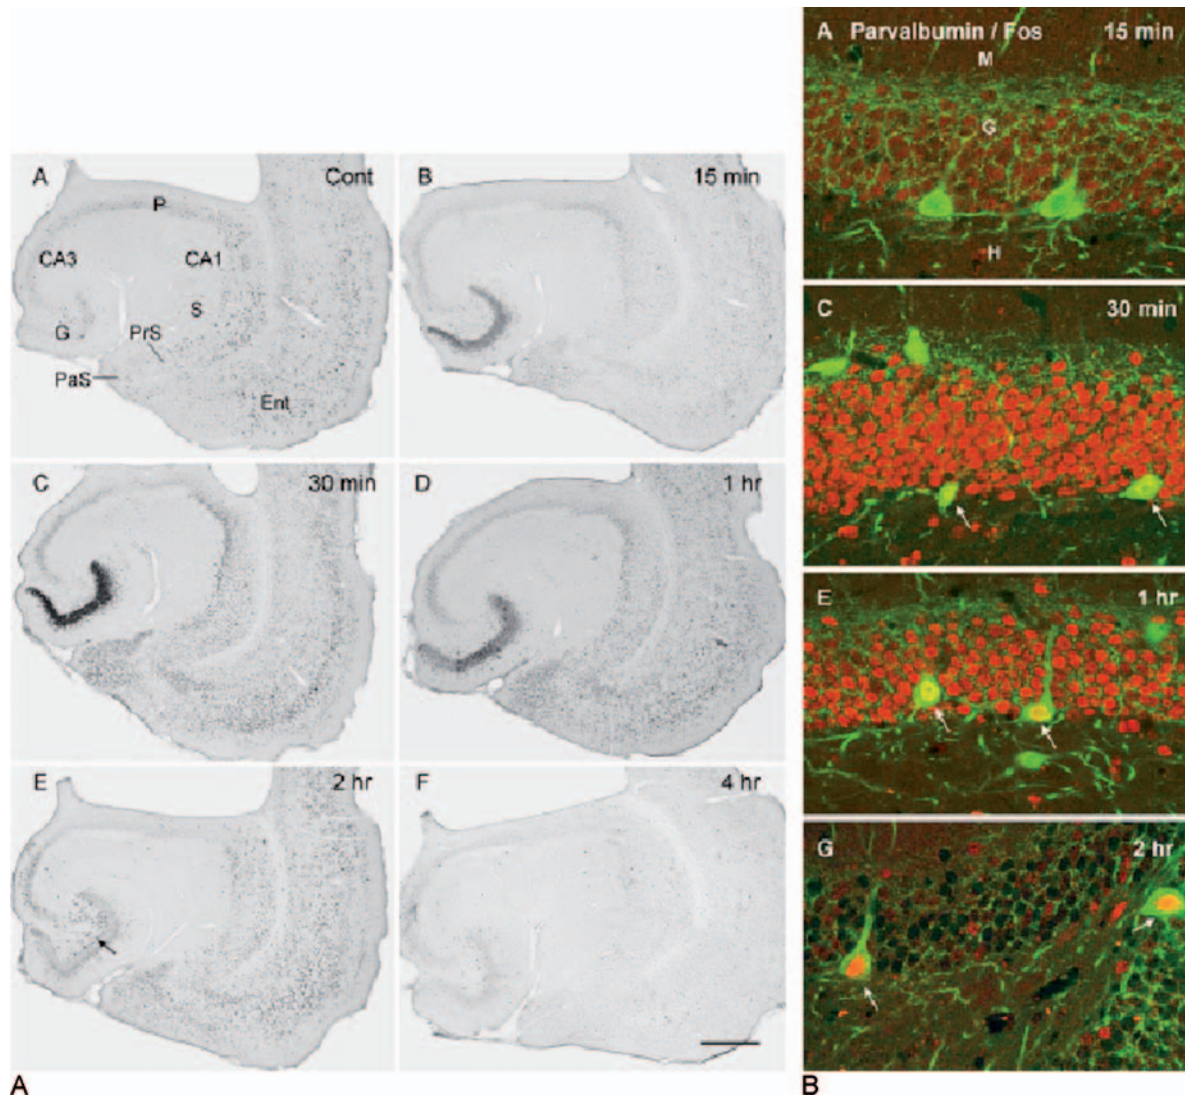 A Cont
P
CA3 CA1
S
G PrS
PaS
Ent
B 15 min
C 30 min
D 1 hr
E 2 hr
F 4 hr
A
A Parvalbumin / Fos 15 min
M
G
H
C 30 min
E 1 hr
G 2 hr
B